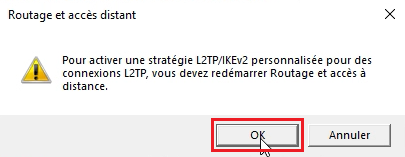 Routage et accès distant
Pour activer une stratégie L2TP/IKEv2 personnalisée pour des
connexions L2TP, vous devez redémarrer Routage et accès à
distance.
OK
Annuler